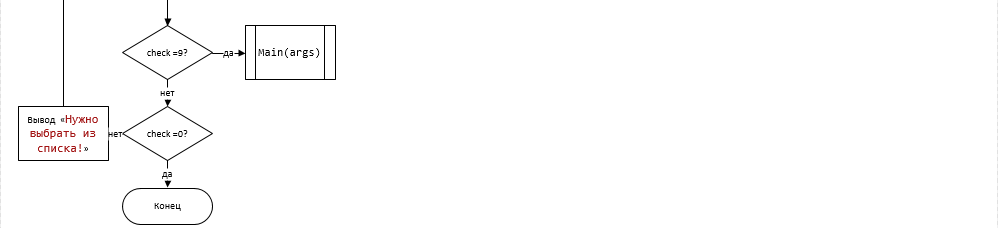 check =9?
да
Main(args)
нет
Вывод «Нужно
выбрать из
списка!»
нет
check =0?
да
Конец